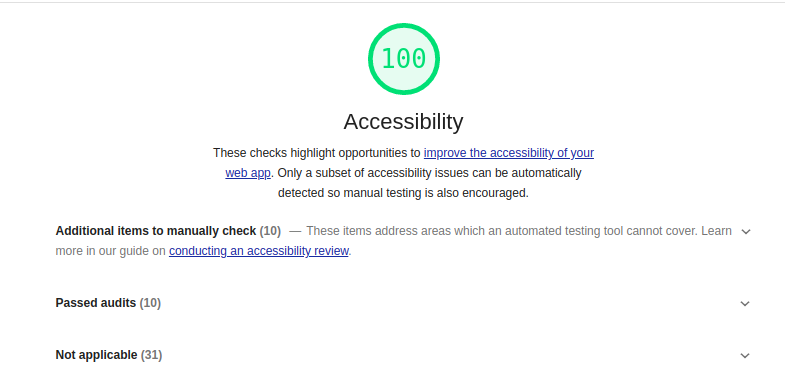 100
Accessibility
These checks highlight opportunities to improve the accessibility of your
web app. Only a subset of accessibility issues can be automatically
detected so manual testing is also encouraged.
Additional items to manually check (10) — These items address areas which an automated testing tool cannot cover. Learn
more in our guide on conducting an accessibility review.
Passed audits (10)
Not applicable (31)